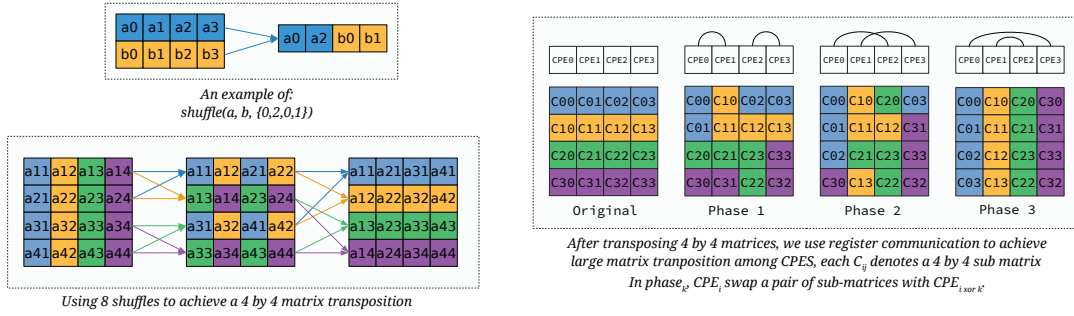 a0 a1 a2 a3
b0 b1 b2 b3
a0 a2 b0 b1
An example of:
shuffle(a, b, {0,2,0,1})
a11 a12 a13 a14
a21 a22 a23 a24
a31 a32 a33 a34
a41 a42 a43 a44
a11 a12 a21 a22
a13 a14 a23 a24
a31 a32 a41 a42
a33 a34 a43 a44
a11 a21 a31 a41
a12 a22 a32 a42
a13 a23 a33 a43
a14 a24 a34 a44
Using 8 shuffles to achieve a 4 by 4 matrix transposition
CPE0 CPE1 CPE2 CPE3
C00 C01 C02 C03
C10 C11 C12 C13
C20 C21 C22 C23
C30 C31 C32 C33
Original
CPE0 CPE1 CPE2 CPE3
C00 C10 C02 C03
C01 C11 C12 C13
C20 C21 C23 C33
C30 C31 C22 C32
Phase 1
CPE0 CPE1 CPE2 CPE3
C00 C10 C20 C03
C01 C11 C12 C31
C02 C21 C23 C33
C30 C13 C22 C32
Phase 2
CPE0 CPE1 CPE2 CPE3
C00 C10 C20 C30
C01 C11 C21 C31
C02 C12 C23 C33
C03 C13 C22 C32
Phase 3
After transposing 4 by 4 matrices, we use register communication to achieve
large matrix tranposition among CPES, each Cij denotes a 4 by 4 sub matrix
In phasek, CPEi swap a pair of sub-matrices with CPEi xor k.